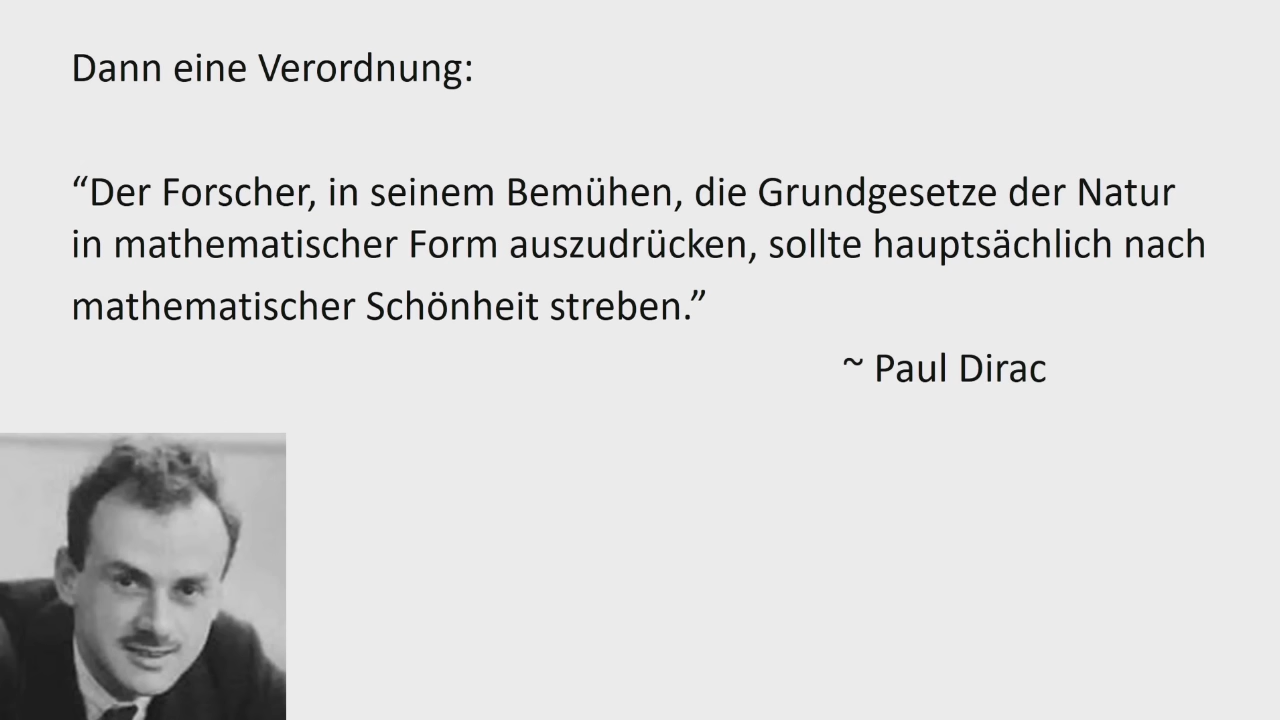 Dann eine Verordnung:
“Der Forscher, in seinem Bemühen, die Grundgesetze der Natur
in mathematischer Form auszudrücken, sollte hauptsächlich nach
mathematischer Schönheit streben.”
~ Paul Dirac